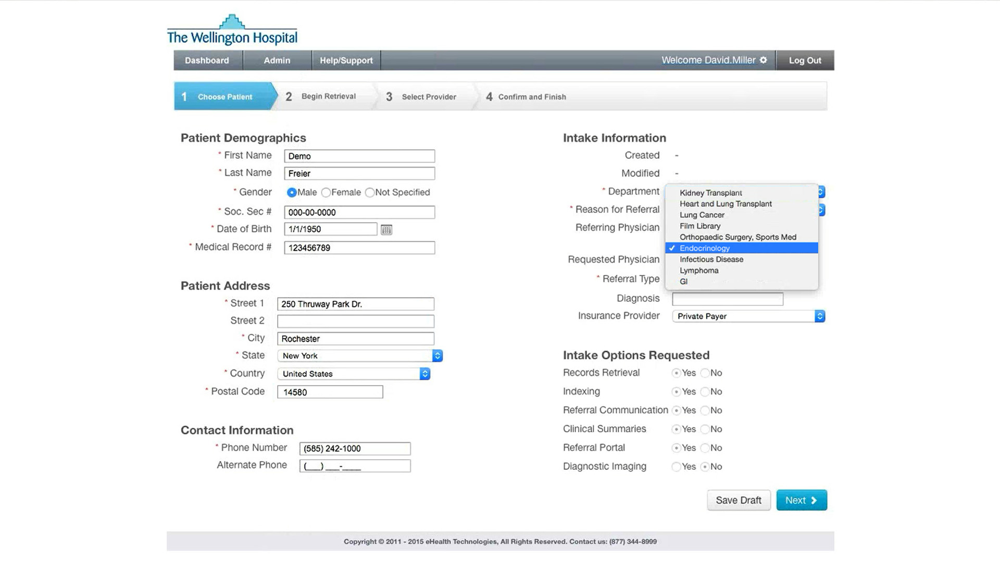 The Wellington Hospital
Dashboard Admin Help/Support Welcome David.Miller Log Out
1 Choose Patient 2 Begin Retrieval 3 Select Provider 4 Confirm and Finish
Patient Demographics
* First Name Demo
* Last Name Freier
* Gender Male Female Not Specified
* Soc. Sec # 000-00-0000
* Date of Birth 1/1/1950
* Medical Record # 123456789
Patient Address
* Street 1 250 Thruway Park Dr.
Street 2
* City Rochester
* State New York
* Country United States
* Postal Code 14580
Contact Information
* Phone Number (585) 242-1000
Alternate Phone (___) ___-____
Intake Information
Created -
Modified -
* Department
* Reason for Referral
Referring Physician
Requested Physician
* Referral Type
Kidney Transplant
Heart and Lung Transplant
Lung Cancer
Film Library
Orthopaedic Surgery, Sports Med
✓ Endocrinology
Infectious Disease
Lymphoma
GI
Diagnosis
Insurance Provider Private Payer
Intake Options Requested
Records Retrieval Yes No
Indexing Yes No
Referral Communication Yes No
Clinical Summaries Yes No
Referral Portal Yes No
Diagnostic Imaging Yes No
Save Draft Next
Copyright © 2011 - 2015 eHealth Technologies, All Rights Reserved. Contact us: (877) 344-8999